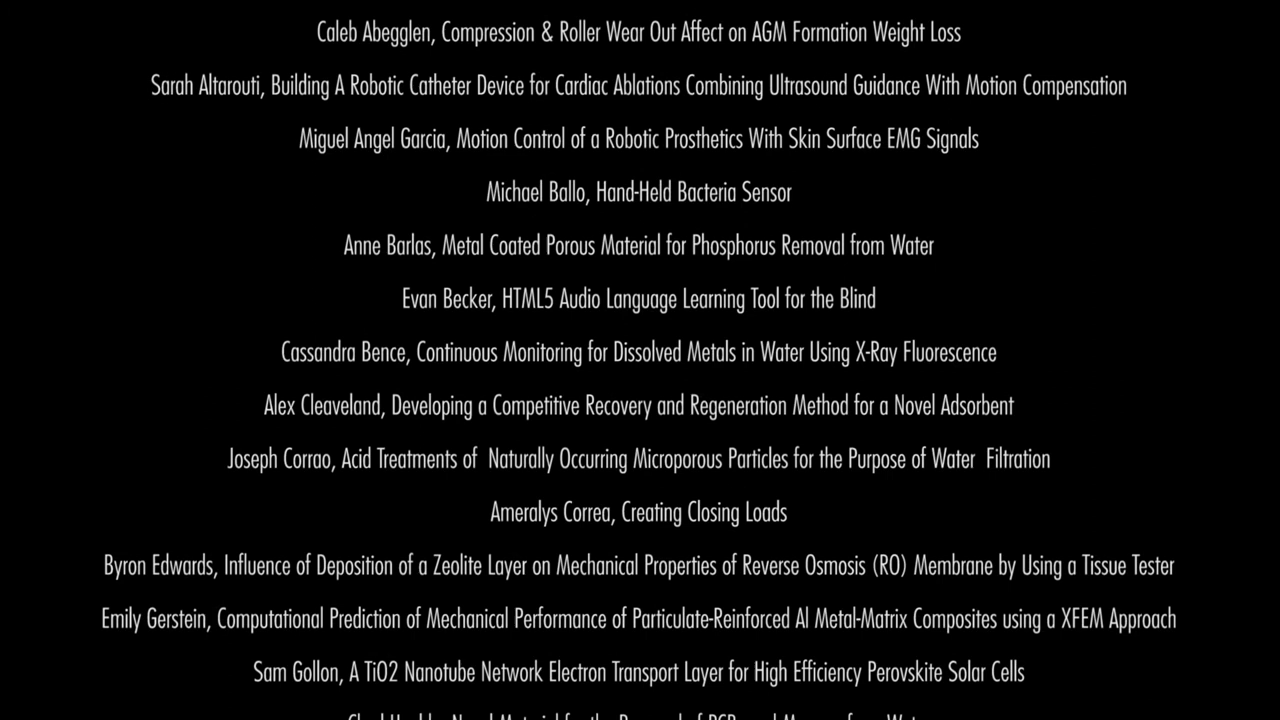 Caleb Abegglen, Compression & Roller Wear Out Affect on AGM Formation Weight Loss
Sarah Altarouti, Building A Robotic Catheter Device for Cardiac Ablations Combining Ultrasound Guidance With Motion Compensation
Miguel Angel Garcia, Motion Control of a Robotic Prosthetics With Skin Surface EMG Signals
Michael Ballo, Hand-Held Bacteria Sensor
Anne Barlas, Metal Coated Porous Material for Phosphorus Removal from Water
Evan Becker, HTML5 Audio Language Learning Tool for the Blind
Cassandra Bence, Continuous Monitoring for Dissolved Metals in Water Using X-Ray Fluorescence
Alex Cleaveland, Developing a Competitive Recovery and Regeneration Method for a Novel Adsorbent
Joseph Corrao, Acid Treatments of  Naturally Occurring Microporous Particles for the Purpose of Water  Filtration
Ameralys Correa, Creating Closing Loads
Byron Edwards, Influence of Deposition of a Zeolite Layer on Mechanical Properties of Reverse Osmosis (RO) Membrane by Using a Tissue Tester
Emily Gerstein, Computational Prediction of Mechanical Performance of Particulate-Reinforced Al Metal-Matrix Composites using a XFEM Approach
Sam Gollon, A TiO2 Nanotube Network Electron Transport Layer for High Efficiency Perovskite Solar Cells